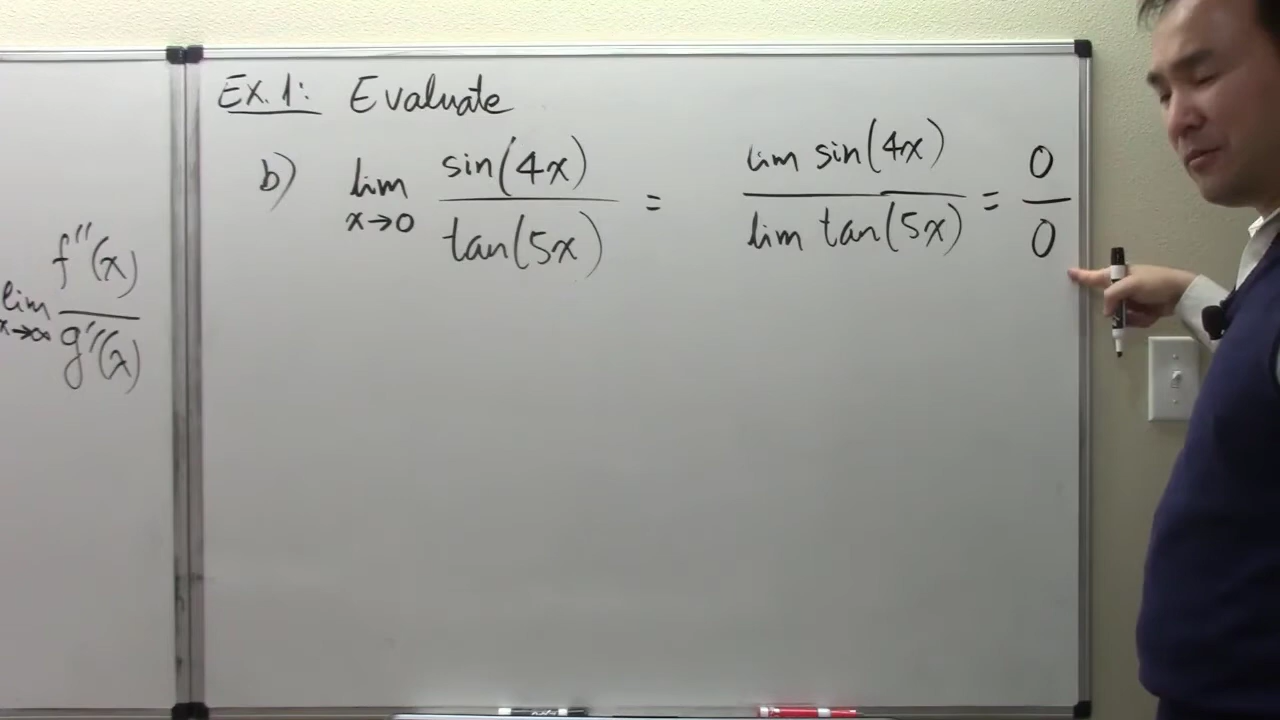 Ex. 1: Evaluate
b) lim x→0 sin(4x) / tan(5x) = lim sin(4x) / lim tan(5x) = 0 / 0
lim x→∞ f''(x) / g''(x)